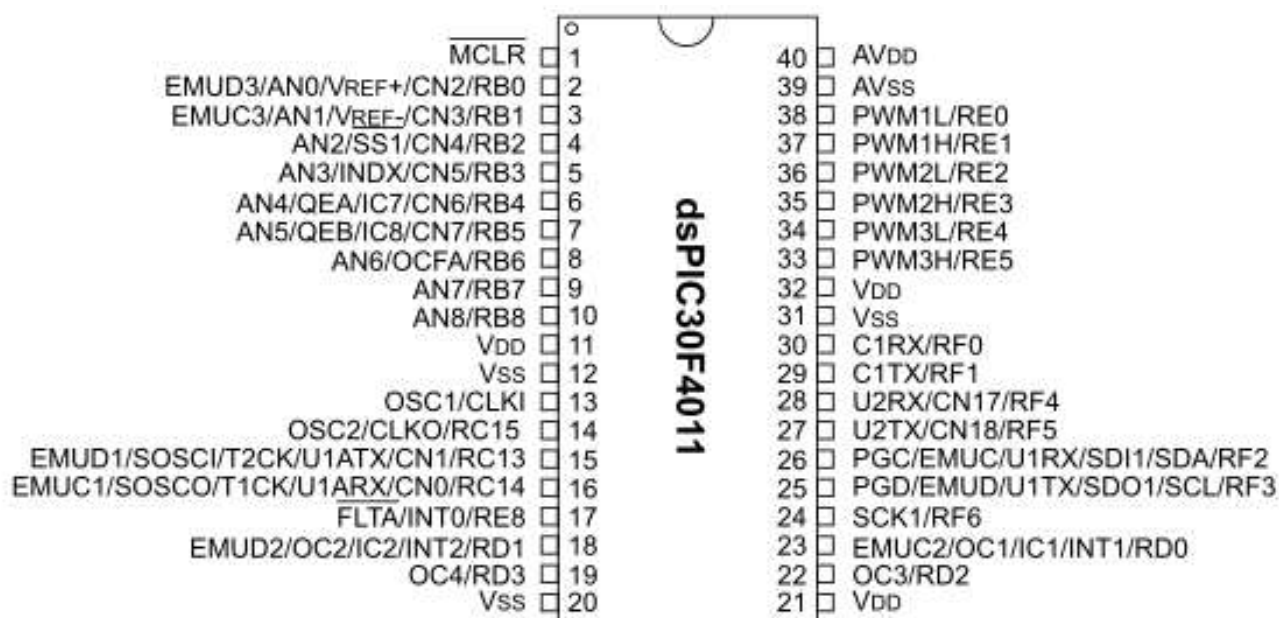 MCLR 1
EMUD3/AN0/VREF+/CN2/RB0 2
EMUC3/AN1/VREF-/CN3/RB1 3
AN2/SS1/CN4/RB2 4
AN3/INDX/CN5/RB3 5
AN4/QEA/IC7/CN6/RB4 6
AN5/QEB/IC8/CN7/RB5 7
AN6/OCFA/RB6 8
AN7/RB7 9
AN8/RB8 10
VDD 11
VSS 12
OSC1/CLKI 13
OSC2/CLKO/RC15 14
EMUD1/SOSCI/T2CK/U1ATX/CN1/RC13 15
EMUC1/SOSCO/T1CK/U1ARX/CN0/RC14 16
FLTA/INT0/RE8 17
EMUD2/OC2/IC2/INT2/RD1 18
OC4/RD3 19
VSS 20
dsPIC30F4011
40 AVDD
39 AVSS
38 PWM1L/RE0
37 PWM1H/RE1
36 PWM2L/RE2
35 PWM2H/RE3
34 PWM3L/RE4
33 PWM3H/RE5
32 VDD
31 VSS
30 C1RX/RF0
29 C1TX/RF1
28 U2RX/CN17/RF4
27 U2TX/CN18/RF5
26 PGC/EMUC/U1RX/SDI1/SDA/RF2
25 PGD/EMUD/U1TX/SDO1/SCL/RF3
24 SCK1/RF6
23 EMUC2/OC1/IC1/INT1/RD0
22 OC3/RD2
21 VDD